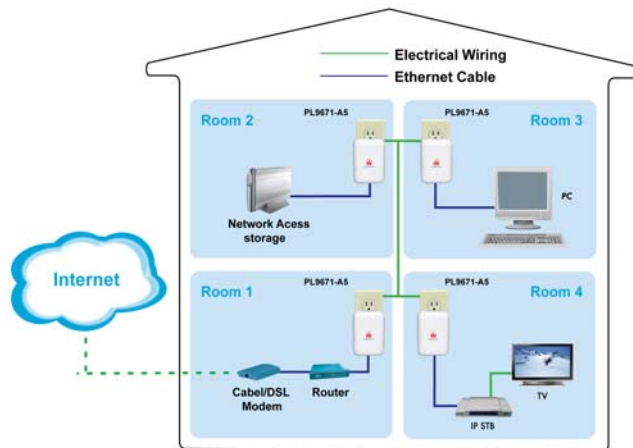 Electrical Wiring
Ethernet Cable
Room 2
PL9671-A5
Network Acess
storage
PL9671-A5
Room 3
PC
Internet
Room 1
PL9671-A5
Cabel/DSL
Modem
Router
PL9671-A5
Room 4
IP STB
TV